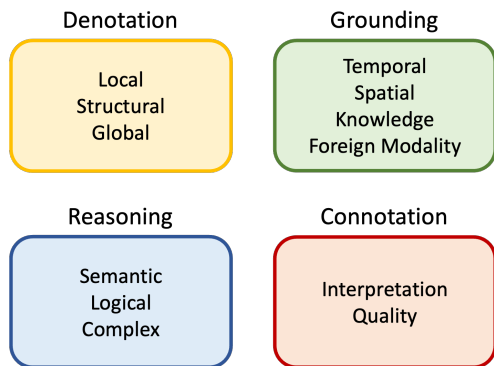 Denotation
Local
Structural
Global
Grounding
Temporal
Spatial
Knowledge
Foreign Modality
Reasoning
Semantic
Logical
Complex
Connotation
Interpretation
Quality